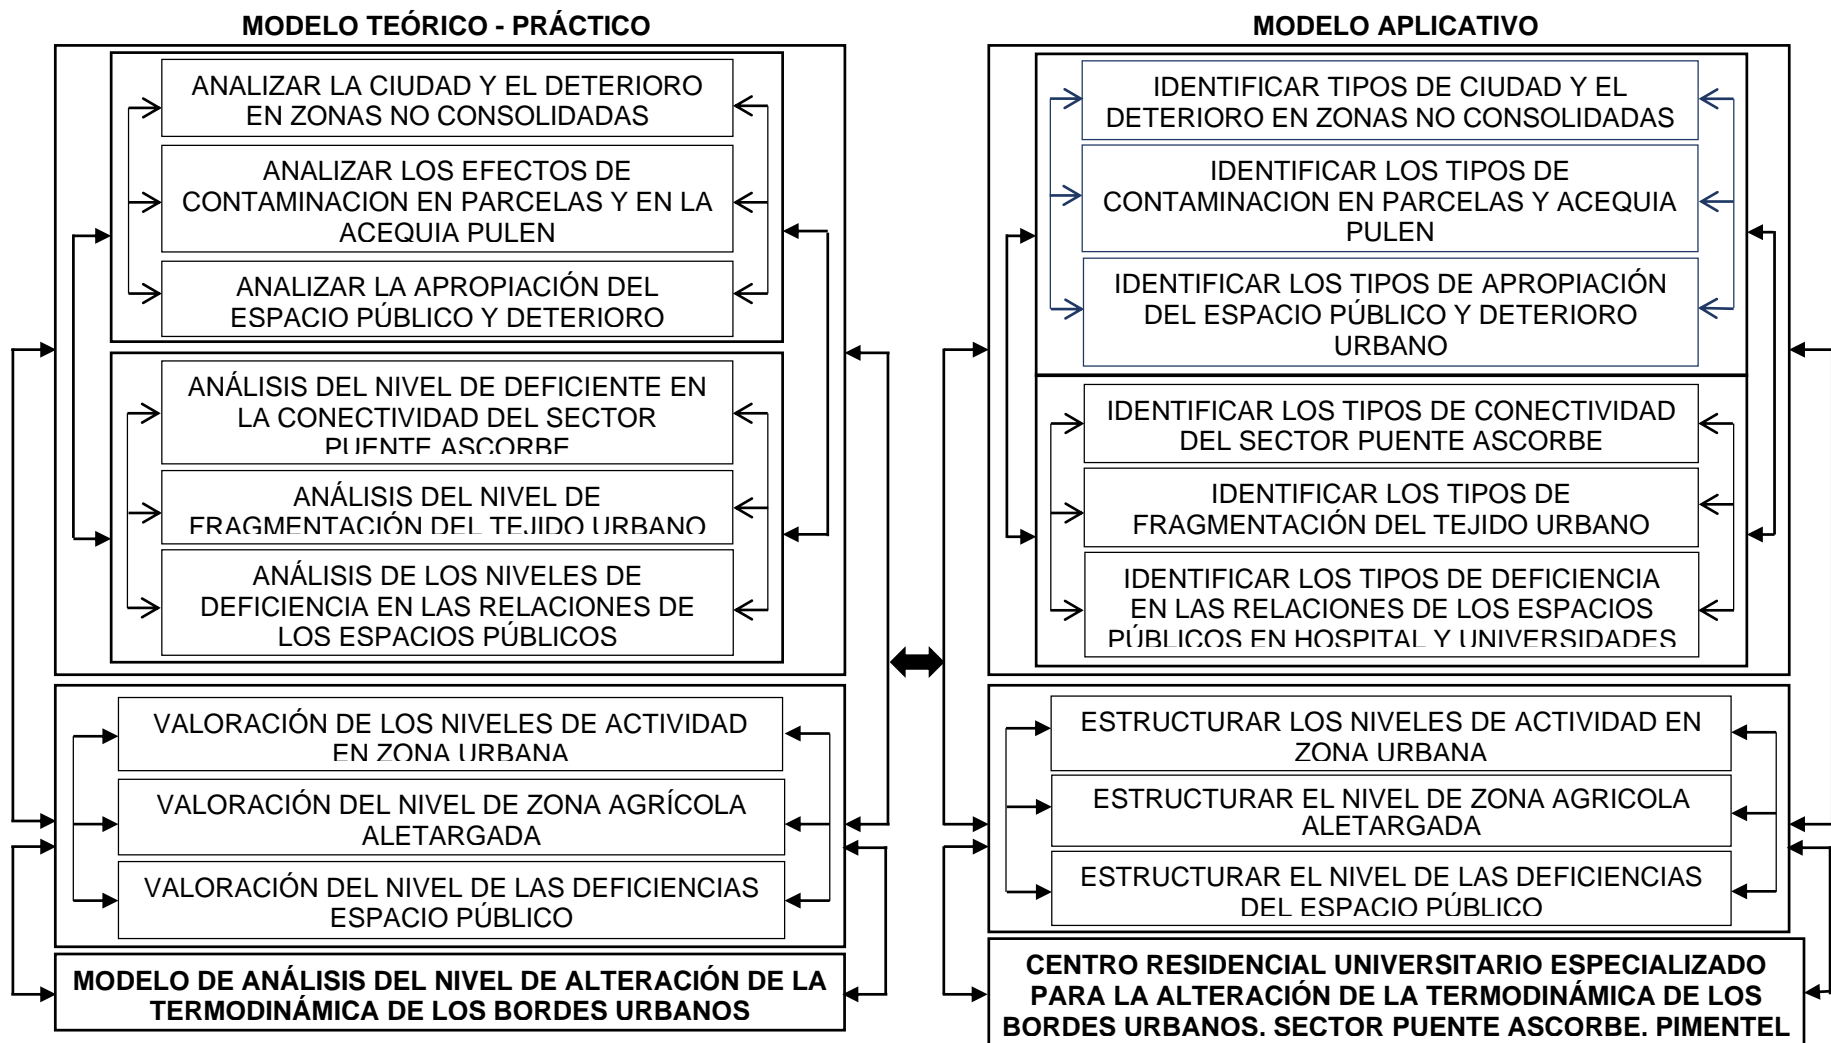 MODELO TEÓRICO - PRÁCTICO
ANALIZAR LA CIUDAD Y EL DETERIORO
EN ZONAS NO CONSOLIDADAS
ANALIZAR LOS EFECTOS DE
CONTAMINACION EN PARCELAS Y EN LA
ACEQUIA PULEN
ANALIZAR LA APROPIACIÓN DEL
ESPACIO PÚBLICO Y DETERIORO
ANÁLISIS DEL NIVEL DE DEFICIENTE EN
LA CONECTIVIDAD DEL SECTOR
PUENTE ASCORBE
ANÁLISIS DEL NIVEL DE
FRAGMENTACIÓN DEL TEJIDO URBANO
ANÁLISIS DE LOS NIVELES DE
DEFICIENCIA EN LAS RELACIONES DE
LOS ESPACIOS PÚBLICOS
VALORACIÓN DE LOS NIVELES DE ACTIVIDAD
EN ZONA URBANA
VALORACIÓN DEL NIVEL DE ZONA AGRÍCOLA
ALETARGADA
VALORACIÓN DEL NIVEL DE LAS DEFICIENCIAS
ESPACIO PÚBLICO
MODELO DE ANÁLISIS DEL NIVEL DE ALTERACIÓN DE LA
TERMODINÁMICA DE LOS BORDES URBANOS
MODELO APLICATIVO
IDENTIFICAR TIPOS DE CIUDAD Y EL
DETERIORO EN ZONAS NO CONSOLIDADAS
IDENTIFICAR LOS TIPOS DE
CONTAMINACION EN PARCELAS Y ACEQUIA
PULEN
IDENTIFICAR LOS TIPOS DE APROPIACIÓN
DEL ESPACIO PÚBLICO Y DETERIORO
URBANO
IDENTIFICAR LOS TIPOS DE CONECTIVIDAD
DEL SECTOR PUENTE ASCORBE
IDENTIFICAR LOS TIPOS DE
FRAGMENTACIÓN DEL TEJIDO URBANO
IDENTIFICAR LOS TIPOS DE DEFICIENCIA
EN LAS RELACIONES DE LOS ESPACIOS
PÚBLICOS EN HOSPITAL Y UNIVERSIDADES
ESTRUCTURAR LOS NIVELES DE ACTIVIDAD EN
ZONA URBANA
ESTRUCTURAR EL NIVEL DE ZONA AGRICOLA
ALETARGADA
ESTRUCTURAR EL NIVEL DE LAS DEFICIENCIAS
DEL ESPACIO PÚBLICO
CENTRO RESIDENCIAL UNIVERSITARIO ESPECIALIZADO
PARA LA ALTERACIÓN DE LA TERMODINÁMICA DE LOS
BORDES URBANOS. SECTOR PUENTE ASCORBE. PIMENTEL